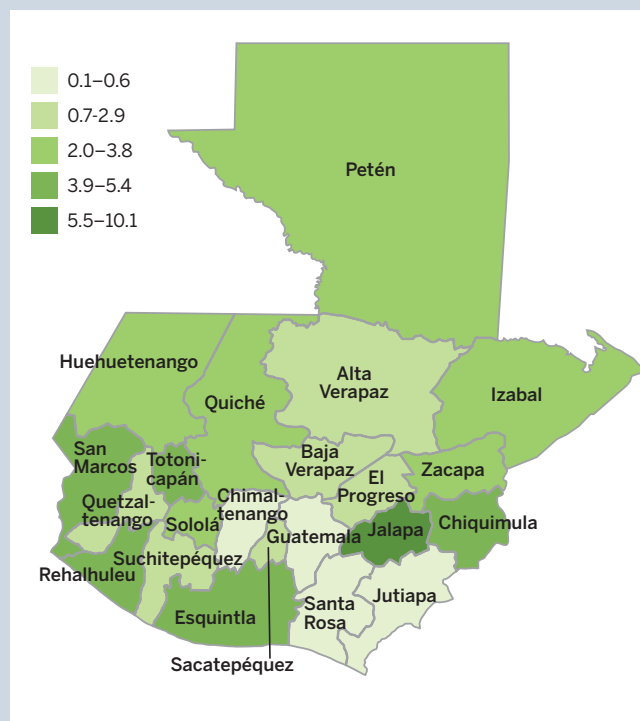 0.1–0.6
0.7-2.9
2.0–3.8
3.9–5.4
5.5–10.1
Petén
Huehuetenango
Alta
Verapaz
Quiché
Izabal
San
Marcos
Totoni-
capán
Baja
Verapaz
El
Progreso
Zacapa
Quetzal-
tenango
Sololá
Chimal-
tenango
Guatemala
Jalapa
Chiquimula
Suchitepéquez
Rehalhuleu
Esquintla
Santa
Rosa
Jutiapa
Sacatepéquez